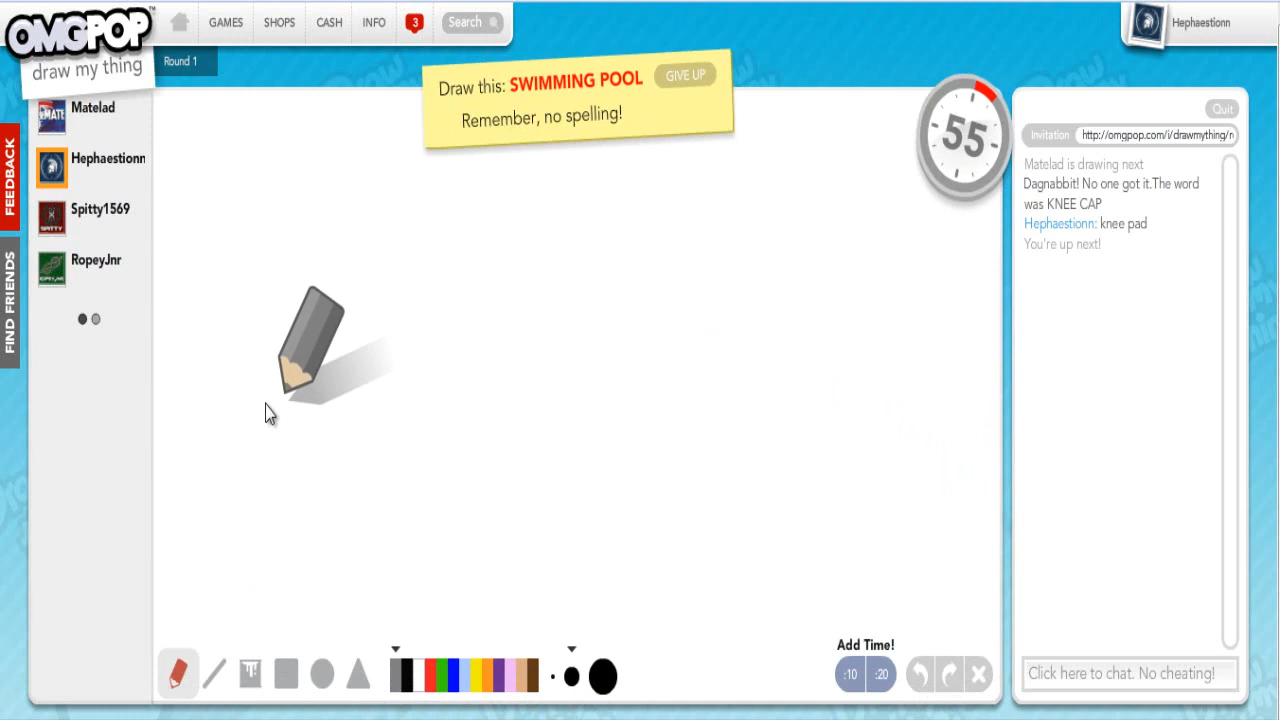 OMGPOP™
draw my thing
GAMES
SHOPS
CASH
INFO
3
Search
Hephaestionn
Round 1
Draw this: SWIMMING POOL
GIVE UP
Remember, no spelling!
55
FEEDBACK
FIND FRIENDS
MATE
Matelad
Hephaestionn
SPITTY
Spitty1569
RopeyJnr
Quit
Invitation
http://omgpop.com/i/drawmything/r
Matelad is drawing next
Dagnabbit! No one got it.The word
was KNEE CAP
Hephaestionn: knee pad
You're up next!
Add Time!
:10
:20
Click here to chat. No cheating!